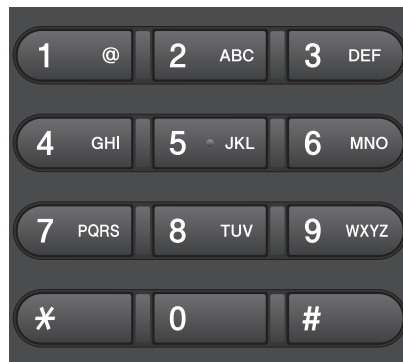 1 @ 2 ABC 3 DEF
4 GHI 5 JKL 6 MNO
7 PQRS 8 TUV 9 WXYZ
* 0 #